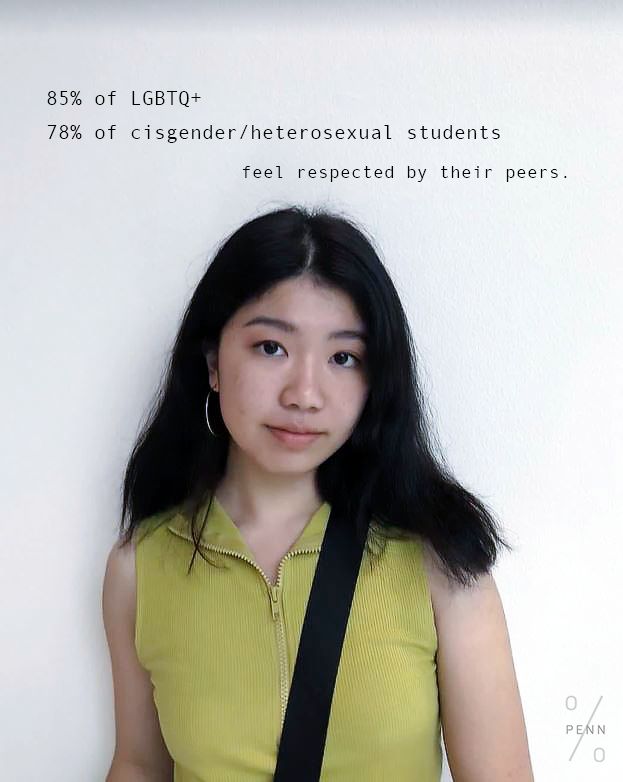 85% of LGBTQ+
78% of cisgender/heterosexual students
feel respected by their peers.
PENN